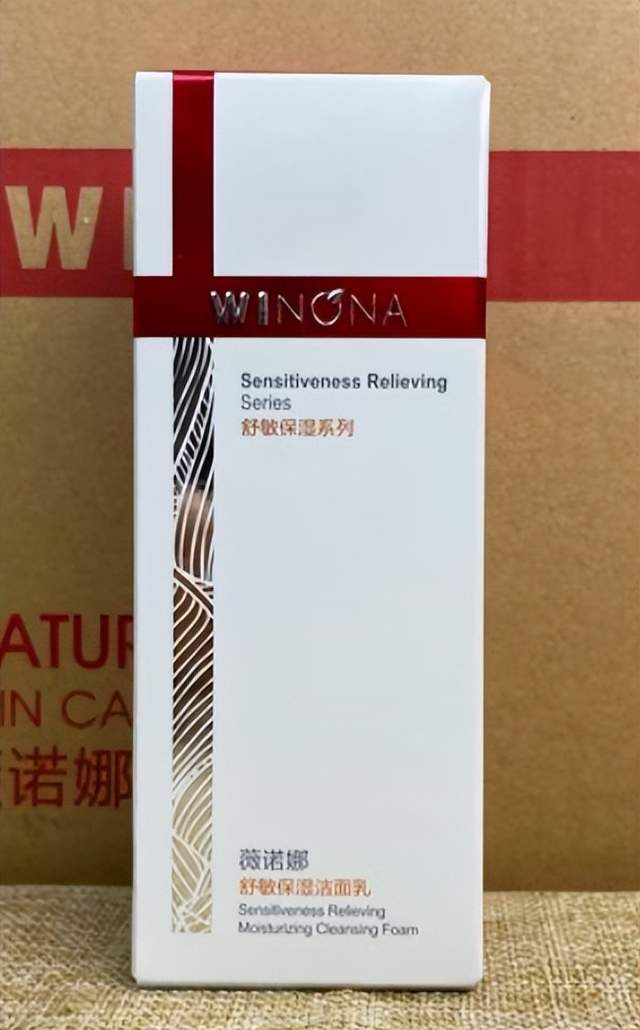 WINONA
Sensitiveness Relieving
Series
舒敏保湿系列
薇诺娜
舒敏保湿洁面乳
Sensitiveness Relieving
Moisturizing Cleansing Foam
W
ATUR
IN CA
诺娜